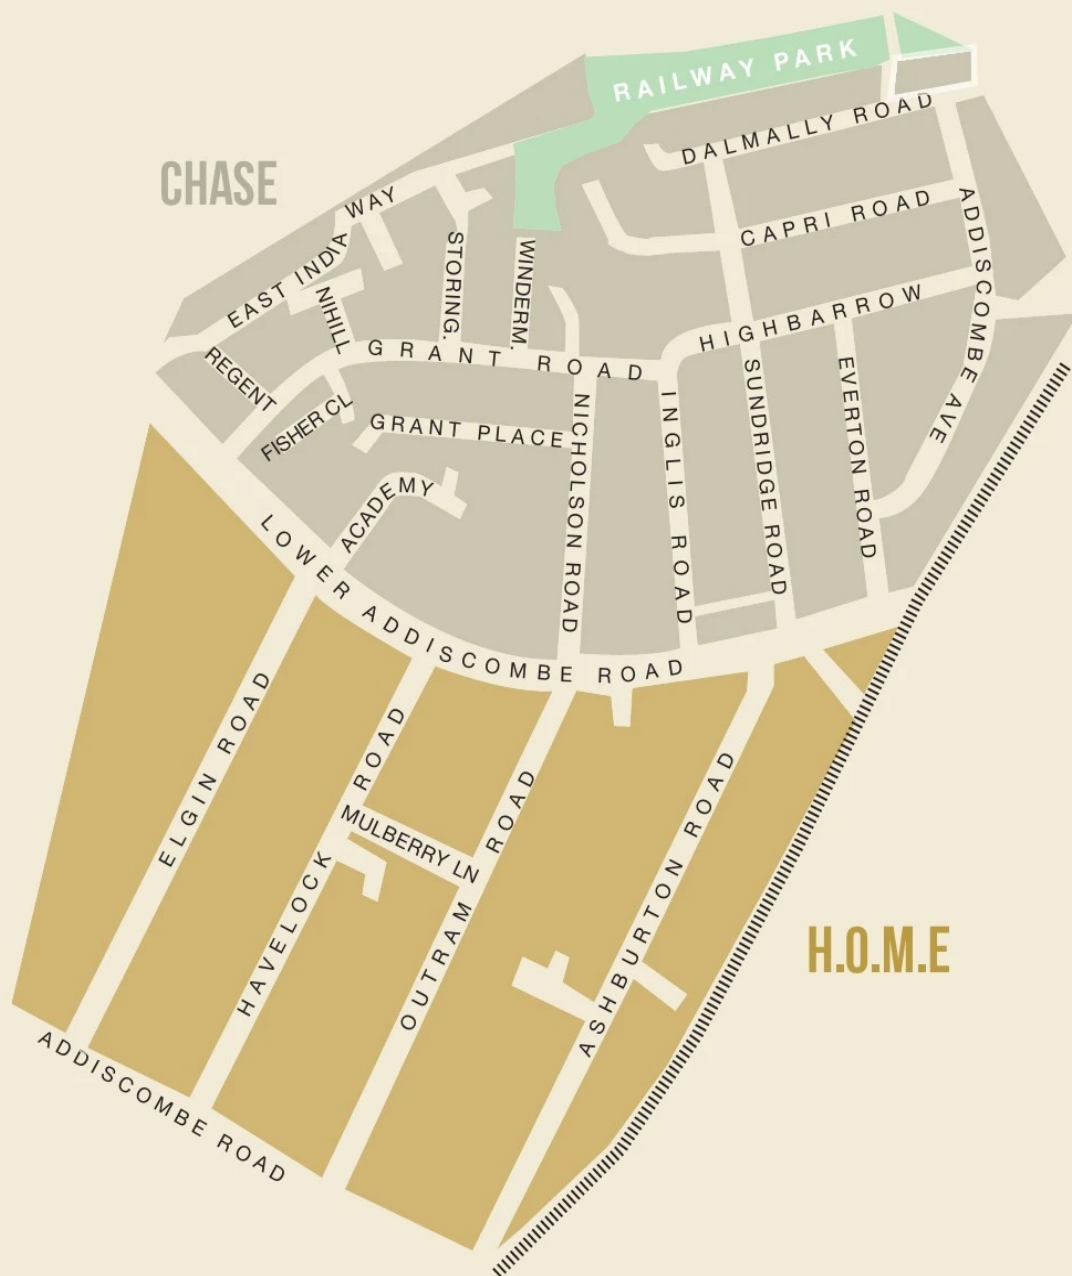 RAILWAY PARK
DALMALLY ROAD
CHASE
EAST INDIA WAY
CAPRI ROAD
ADDISCOMBE AVE
STORING.
WINDERM.
NIHILL
HIGHBARROW
REGENT
GRANT ROAD
FISHER CL
GRANT PLACE
NICHOLSON ROAD
INGLIS ROAD
SUNDRIDGE ROAD
EVERTON ROAD
ACADEMY
LOWER ADDISCOMBE ROAD
ELGIN ROAD
HAVELOCK ROAD
MULBERRY LN
OUTRAM ROAD
ASHBURTON ROAD
H.O.M.E
ADDISCOMBE ROAD